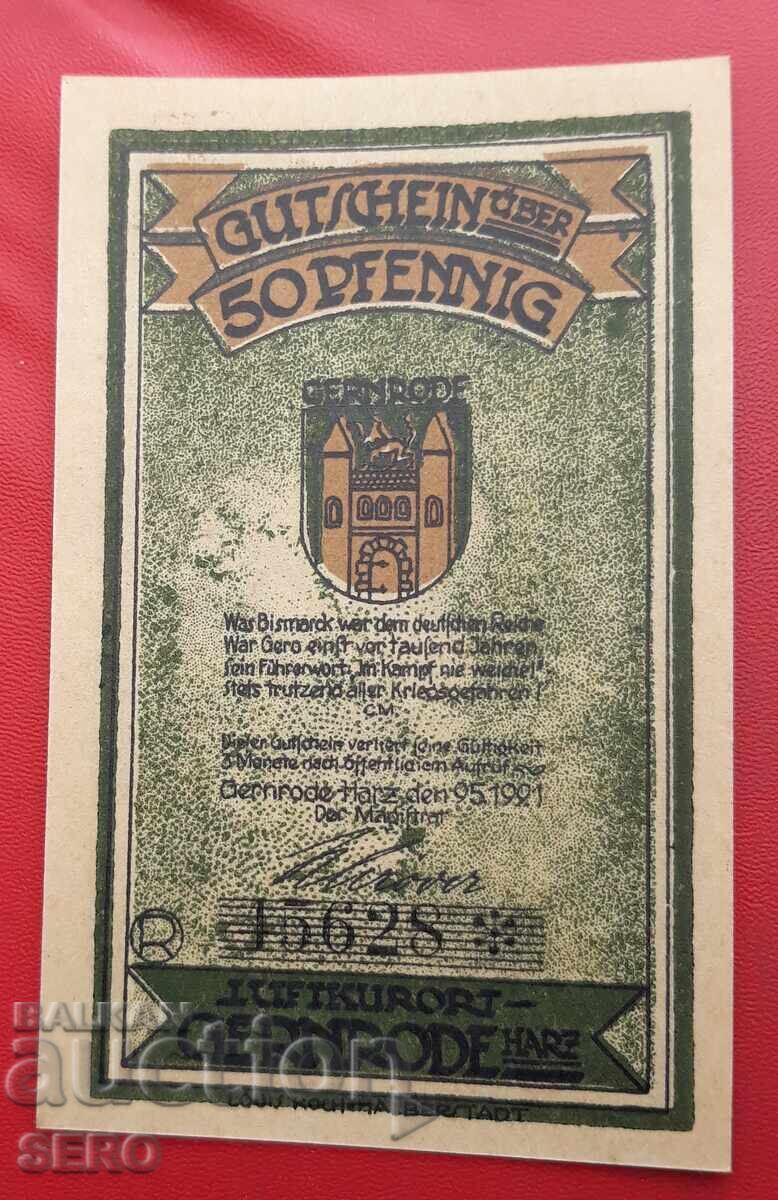 GUTSCHEIN ÜBER
50 PFENNIG
GERNRODE
Was Bismarck war dem deutschen Reiche
War Gero einst vor tausend Jahren,
sein Führerwort: „Im Kampf nie weiche!"
stets trutzend aller Kriegsgefahren!
C.M.
Dieser Gutschein verliert seine Gültigkeit
3 Monate nach öffentlichem Aufruf
Gernrode-Harz, den 9.5.1921
Der Magistrat
R
15628 *
LUFTKURORT-
GERNRODE HARZ
LOUIS KOCH HALBERSTADT
BALKAN
auction
SERO